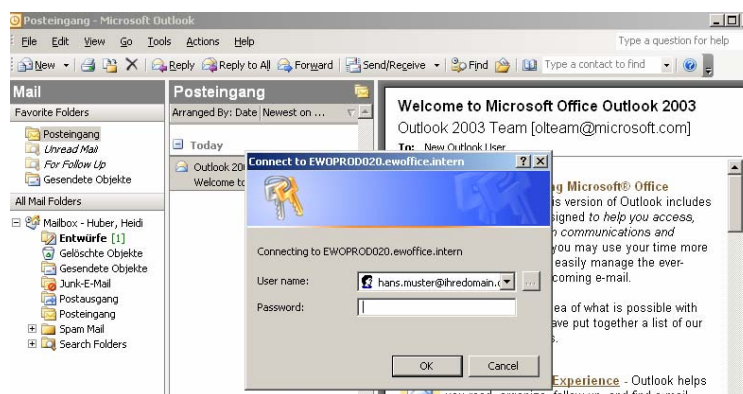 Posteingang - Microsoft Outlook
File Edit View Go Tools Actions Help
Type a question for help
New Reply Reply to All Forward Send/Receive Find Type a contact to find
Mail
Favorite Folders
Posteingang
Unread Mail
For Follow Up
Gesendete Objekte
All Mail Folders
Mailbox - Huber, Heidi
Entwürfe [1]
Gelöschte Objekte
Gesendete Objekte
Junk-E-Mail
Postausgang
Posteingang
Spam Mail
Search Folders
Posteingang
Arranged By: Date Newest on ...
Today
Outlook 20
Welcome to
Welcome to Microsoft Office Outlook 2003
Outlook 2003 Team [olteam@microsoft.com]
To: New Outlook User
Microsoft® Office
is version of Outlook includes
signed to help you access,
communications and
you may use your time more
easily manage the ever-
coming e-mail.
ea of what is possible with
ave put together a list of our
Experience - Outlook helps
Connect to EWOPROD020.ewoffice.intern
Connecting to EWOPROD020.ewoffice.intern
User name: hans.muster@ihredomain.
Password:
OK Cancel